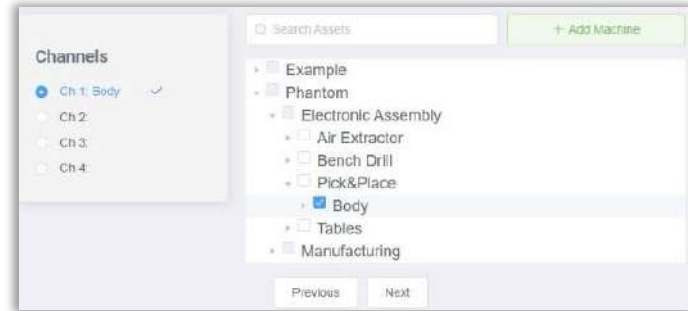 Channels
Ch 1: Body
Ch 2:
Ch 3:
Ch 4:
Search Assets
+ Add Machine
Example
Phantom
Electronic Assembly
Air Extractor
Bench Drill
Pick&Place
Body
Tables
Manufacturing
Previous
Next